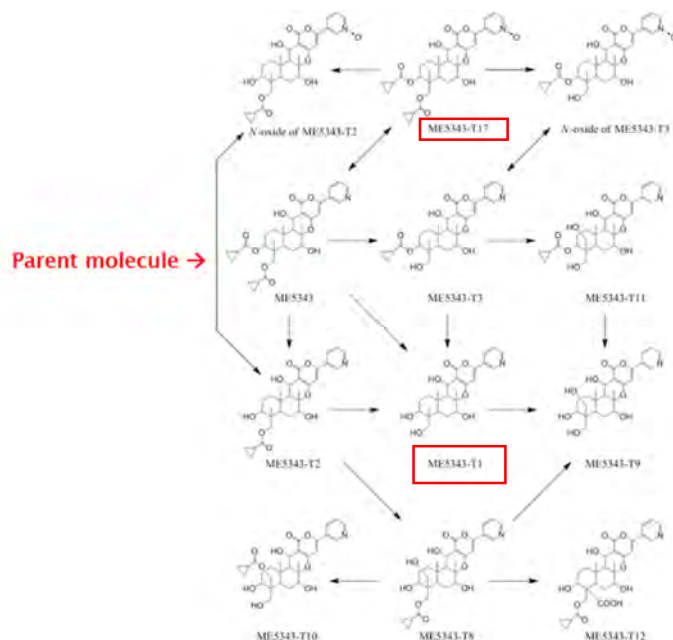 N-oxide of ME5343-T2
ME5343-T17
N-oxide of ME5343-T3
Parent molecule →
ME5343
ME5343-T3
ME5343-T11
ME5343-T2
ME5343-T1
ME5343-T9
COOH
ME5343-T10
ME5343-T8
ME5343-T12